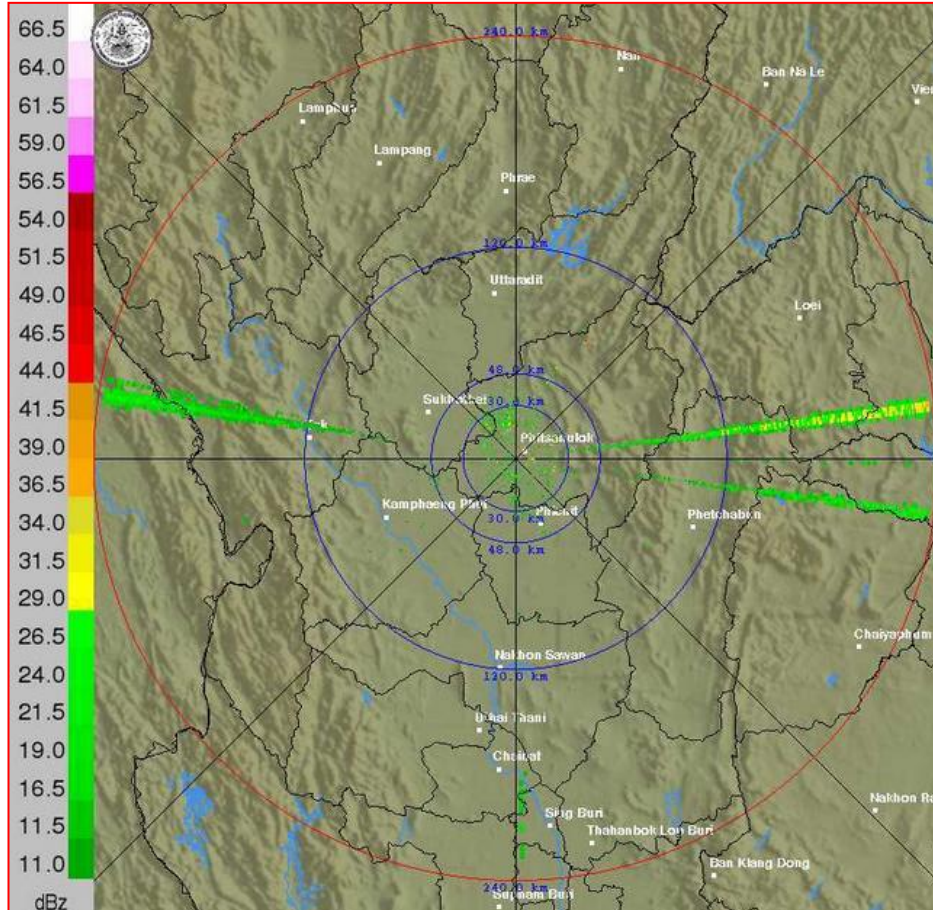 66.5
64.0
61.5
59.0
56.5
54.0
51.5
49.0
46.5
44.0
41.5
39.0
36.5
34.0
31.5
29.0
26.5
24.0
21.5
19.0
16.5
11.5
11.0
dBz
240.0 km
Nan
Ban Na Le
Lamphun
Lampang
Phrae
120.0 km
Uttaradit
Loei
48.0 km
Sukhothai
30.0 km
Phitsanulok
Kamphaeng Phet
30.0 km
Phichit
Phetchabun
48.0 km
Chaiyaphum
Nakhon Sawan
120.0 km
Uthai Thani
Chainat
Sing Buri
Thahanbok Lop Buri
Ban Klang Dong
240.0 km
Suphan Buri